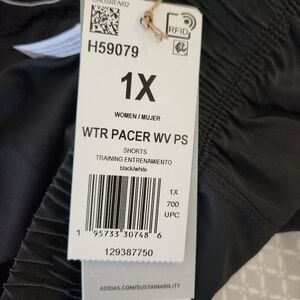 H59079
RFID
1X
WOMEN / MUJER
WTR PACER WV PS
SHORTS
TRAINING ENTRENAMIENTO
black/white
1X
700
UPC
1 95733 30748 6
129387750
ADIDAS.COM/SUSTAINABILITY